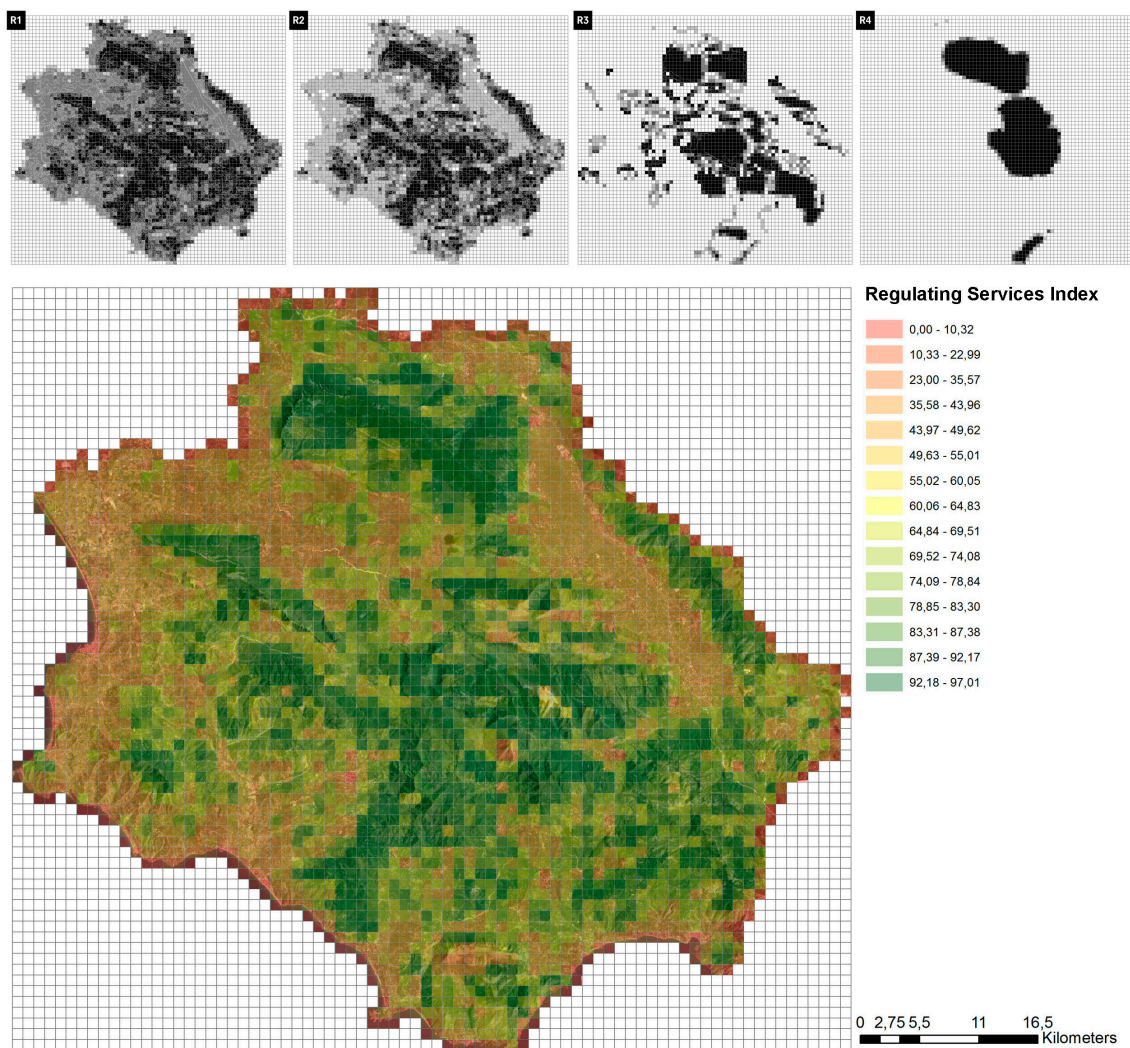 R1
R2
R3
R4
Regulating Services Index
0,00 - 10,32
10,33 - 22,99
23,00 - 35,57
35,58 - 43,96
43,97 - 49,62
49,63 - 55,01
55,02 - 60,05
60,06 - 64,83
64,84 - 69,51
69,52 - 74,08
74,09 - 78,84
78,85 - 83,30
83,31 - 87,38
87,39 - 92,17
92,18 - 97,01
0 2,75 5,5 11 16,5
Kilometers